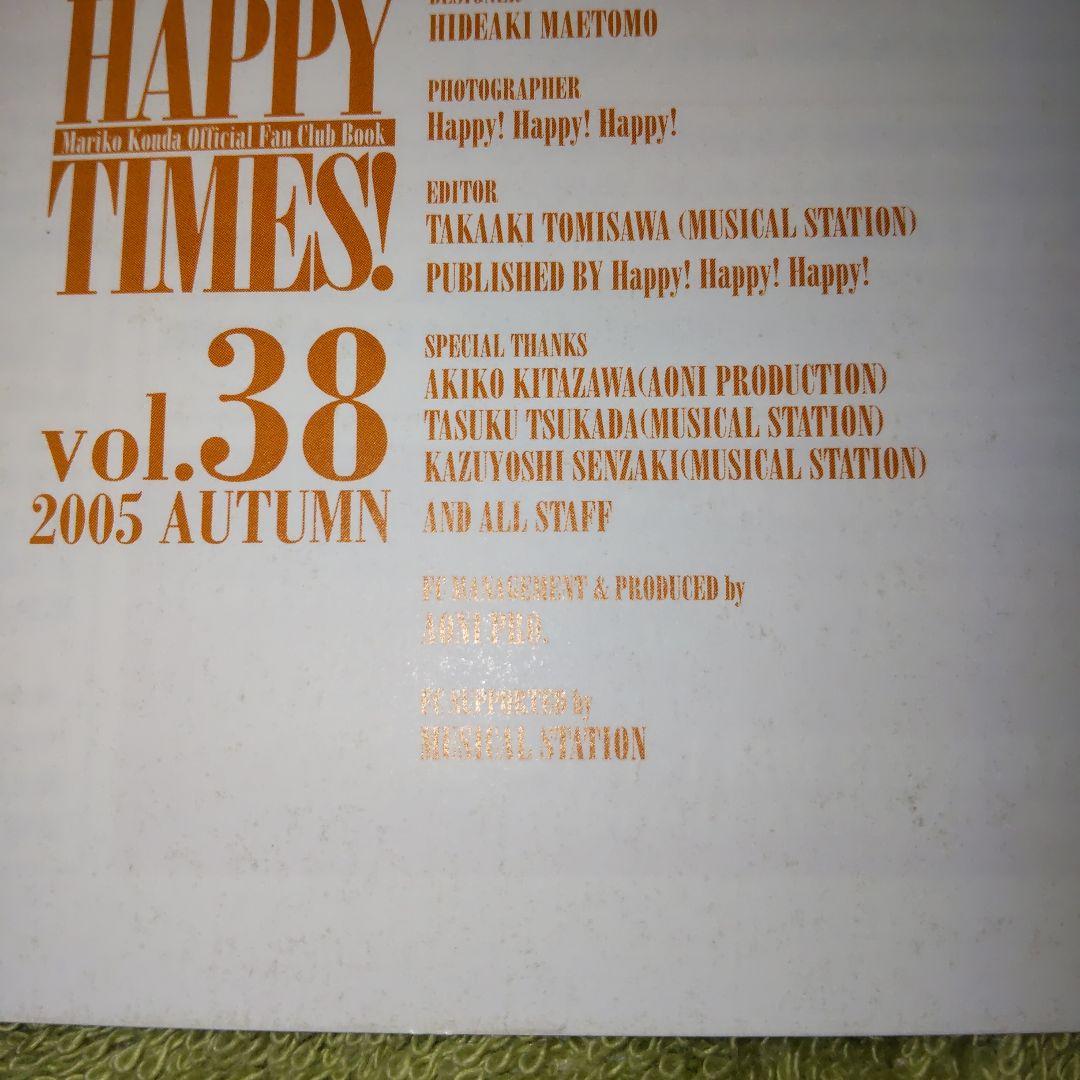 HAPPY
Mariko Kouda Official Fan Club Book
TIMES!
vol.38
2005 AUTUMN
DESIGNER
HIDEAKI MAETOMO
PHOTOGRAPHER
Happy! Happy! Happy!
EDITOR
TAKAAKI TOMISAWA (MUSICAL STATION)
PUBLISHED BY Happy! Happy! Happy!
SPECIAL THANKS
AKIKO KITAZAWA(AONI PRODUCTION)
TASUKU TSUKADA(MUSICAL STATION)
KAZUYOSHI SENZAKI(MUSICAL STATION)
AND ALL STAFF
FC MANAGEMENT & PRODUCED by
AONI PRO.
FC SUPPORTED by
MUSICAL STATION